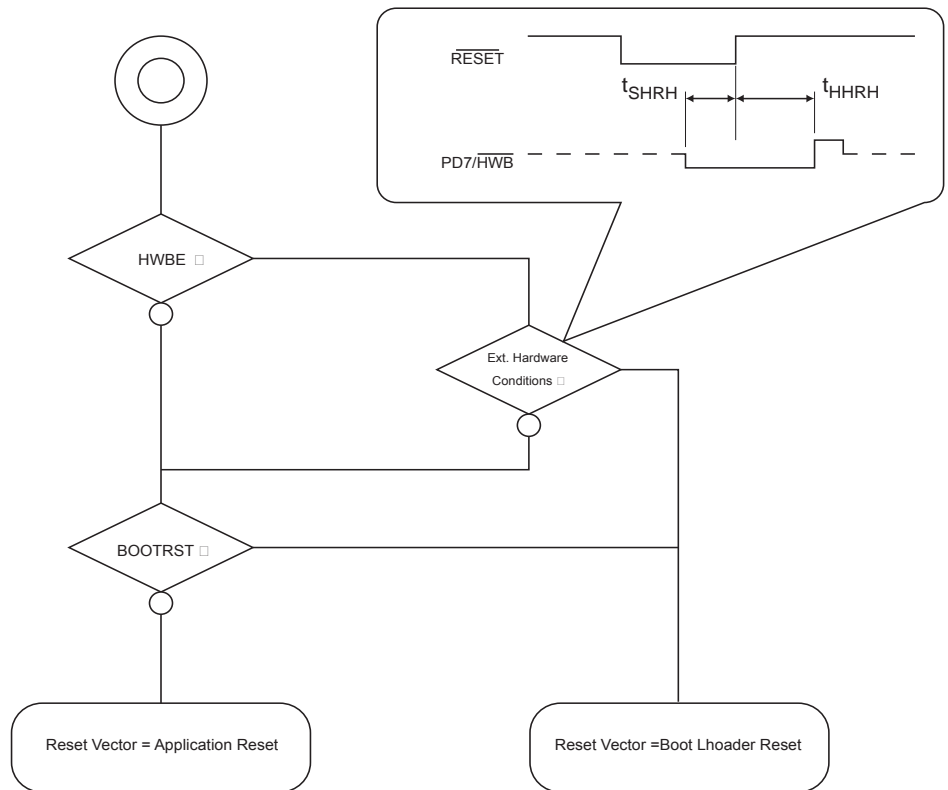 RESET
tSHRH
tHHRH
PD7/HWB
HWBE □
Ext. Hardware
Conditions □
BOOTRST □
Reset Vector = Application Reset
Reset Vector =Boot Lhoader Reset